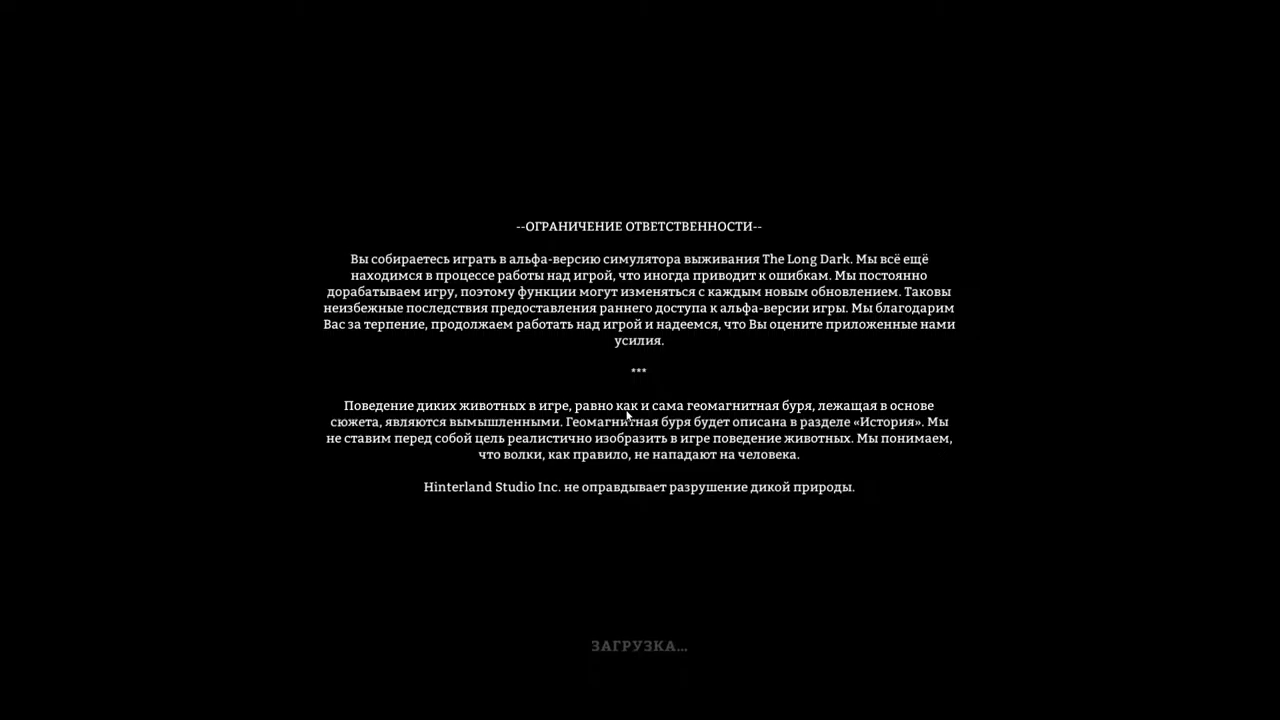 --ОГРАНИЧЕНИЕ ОТВЕТСТВЕННОСТИ--
Вы собираетесь играть в альфа-версию симулятора выживания The Long Dark. Мы всё ещё
находимся в процессе работы над игрой, что иногда приводит к ошибкам. Мы постоянно
дорабатываем игру, поэтому функции могут изменяться с каждым новым обновлением. Таковы
неизбежные последствия предоставления раннего доступа к альфа-версии игры. Мы благодарим
Вас за терпение, продолжаем работать над игрой и надеемся, что Вы оцените приложенные нами
усилия.
***
Поведение диких животных в игре, равно как и сама геомагнитная буря, лежащая в основе
сюжета, являются вымышленными. Геомагнитная буря будет описана в разделе «История». Мы
не ставим перед собой цель реалистично изобразить в игре поведение животных. Мы понимаем,
что волки, как правило, не нападают на человека.
Hinterland Studio Inc. не оправдывает разрушение дикой природы.
ЗАГРУЗКА...